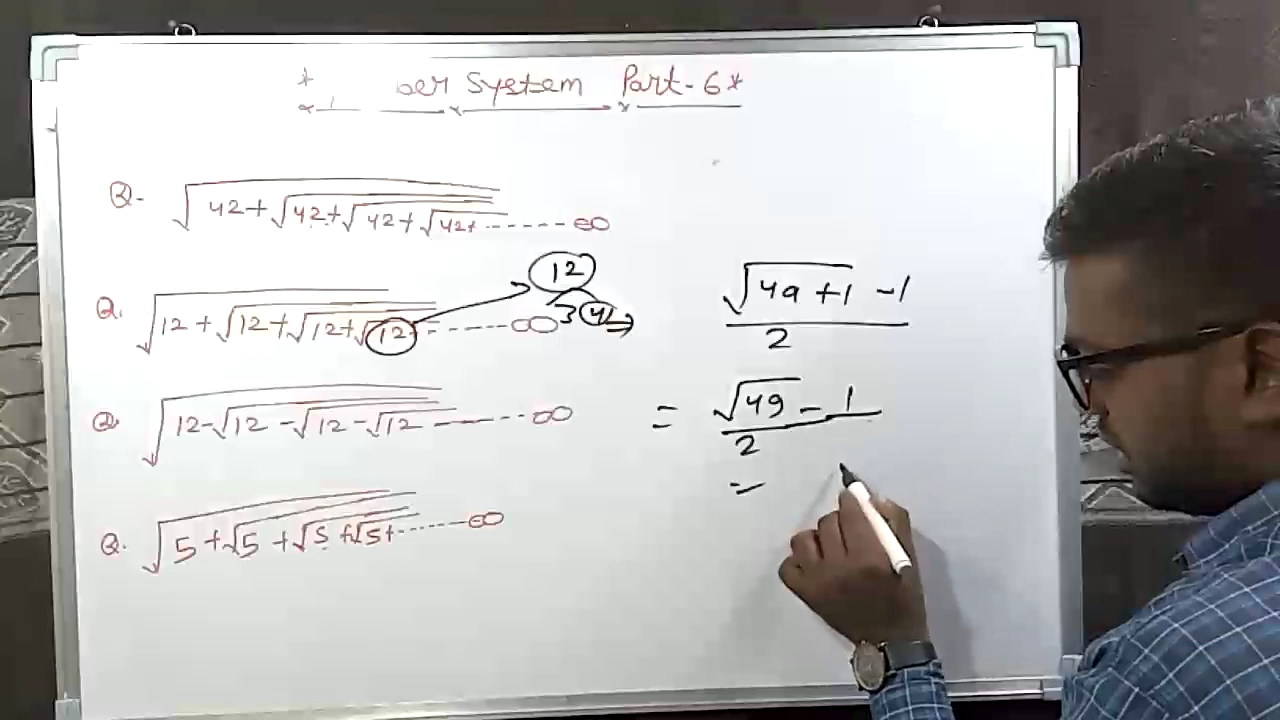 * ber System Part-6*
Q- √42+√42+√42+√42+------∞
Q. √12+√12+√12+√12------∞
12
3 4
Q √12-√12-√12-√12------∞
Q. √5+√5+√5+√5+------∞
√4a+1 -1
2
= √49-1
2
=